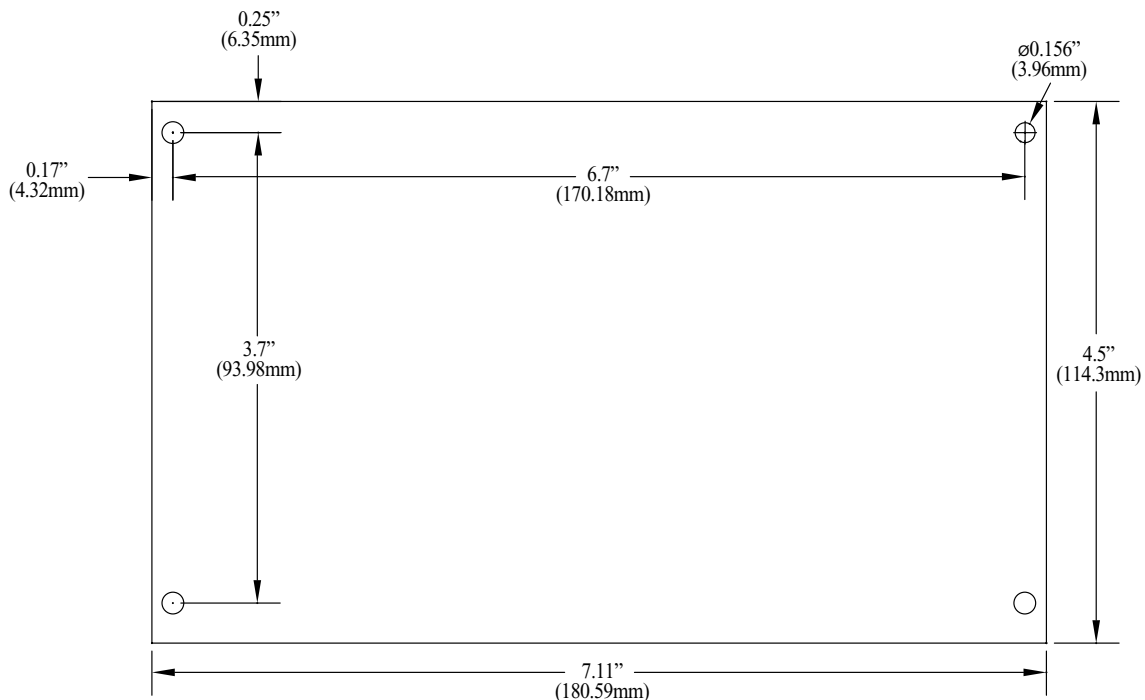 0.25”
(6.35mm)
ø0.156”
(3.96mm)
0.17”
(4.32mm)
6.7”
(170.18mm)
3.7”
(93.98mm)
4.5”
(114.3mm)
7.11”
(180.59mm)